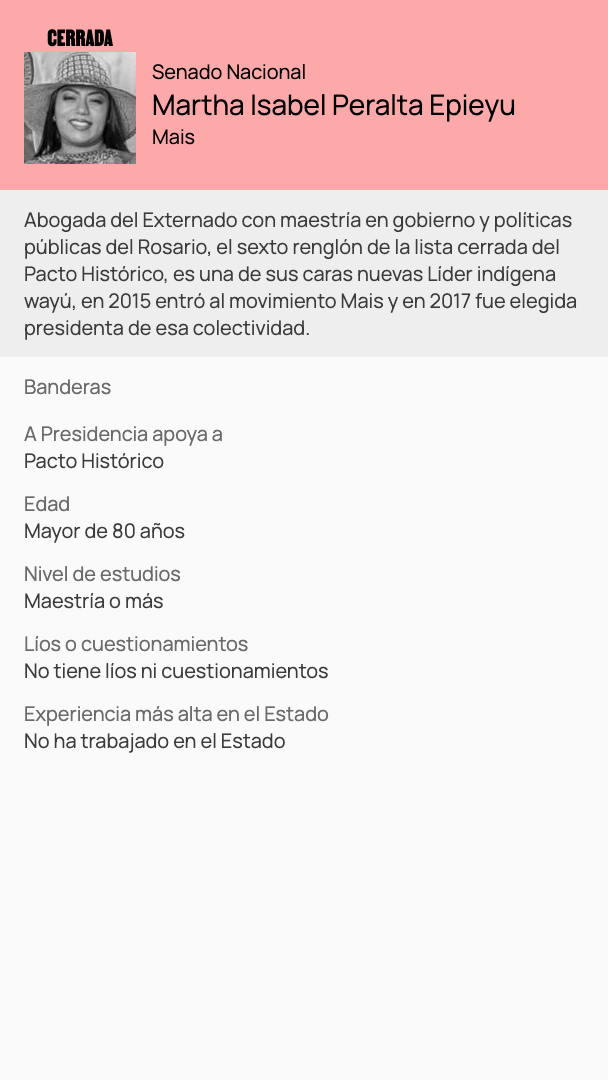 CERRADA
Senado Nacional
Martha Isabel Peralta Epieyu
Mais
Abogada del Externado con maestría en gobierno y políticas
públicas del Rosario, el sexto renglón de la lista cerrada del
Pacto Histórico, es una de sus caras nuevas Líder indígena
wayú, en 2015 entró al movimiento Mais y en 2017 fue elegida
presidenta de esa colectividad.
Banderas
A Presidencia apoya a
Pacto Histórico
Edad
Mayor de 80 años
Nivel de estudios
Maestría o más
Líos o cuestionamientos
No tiene líos ni cuestionamientos
Experiencia más alta en el Estado
No ha trabajado en el Estado